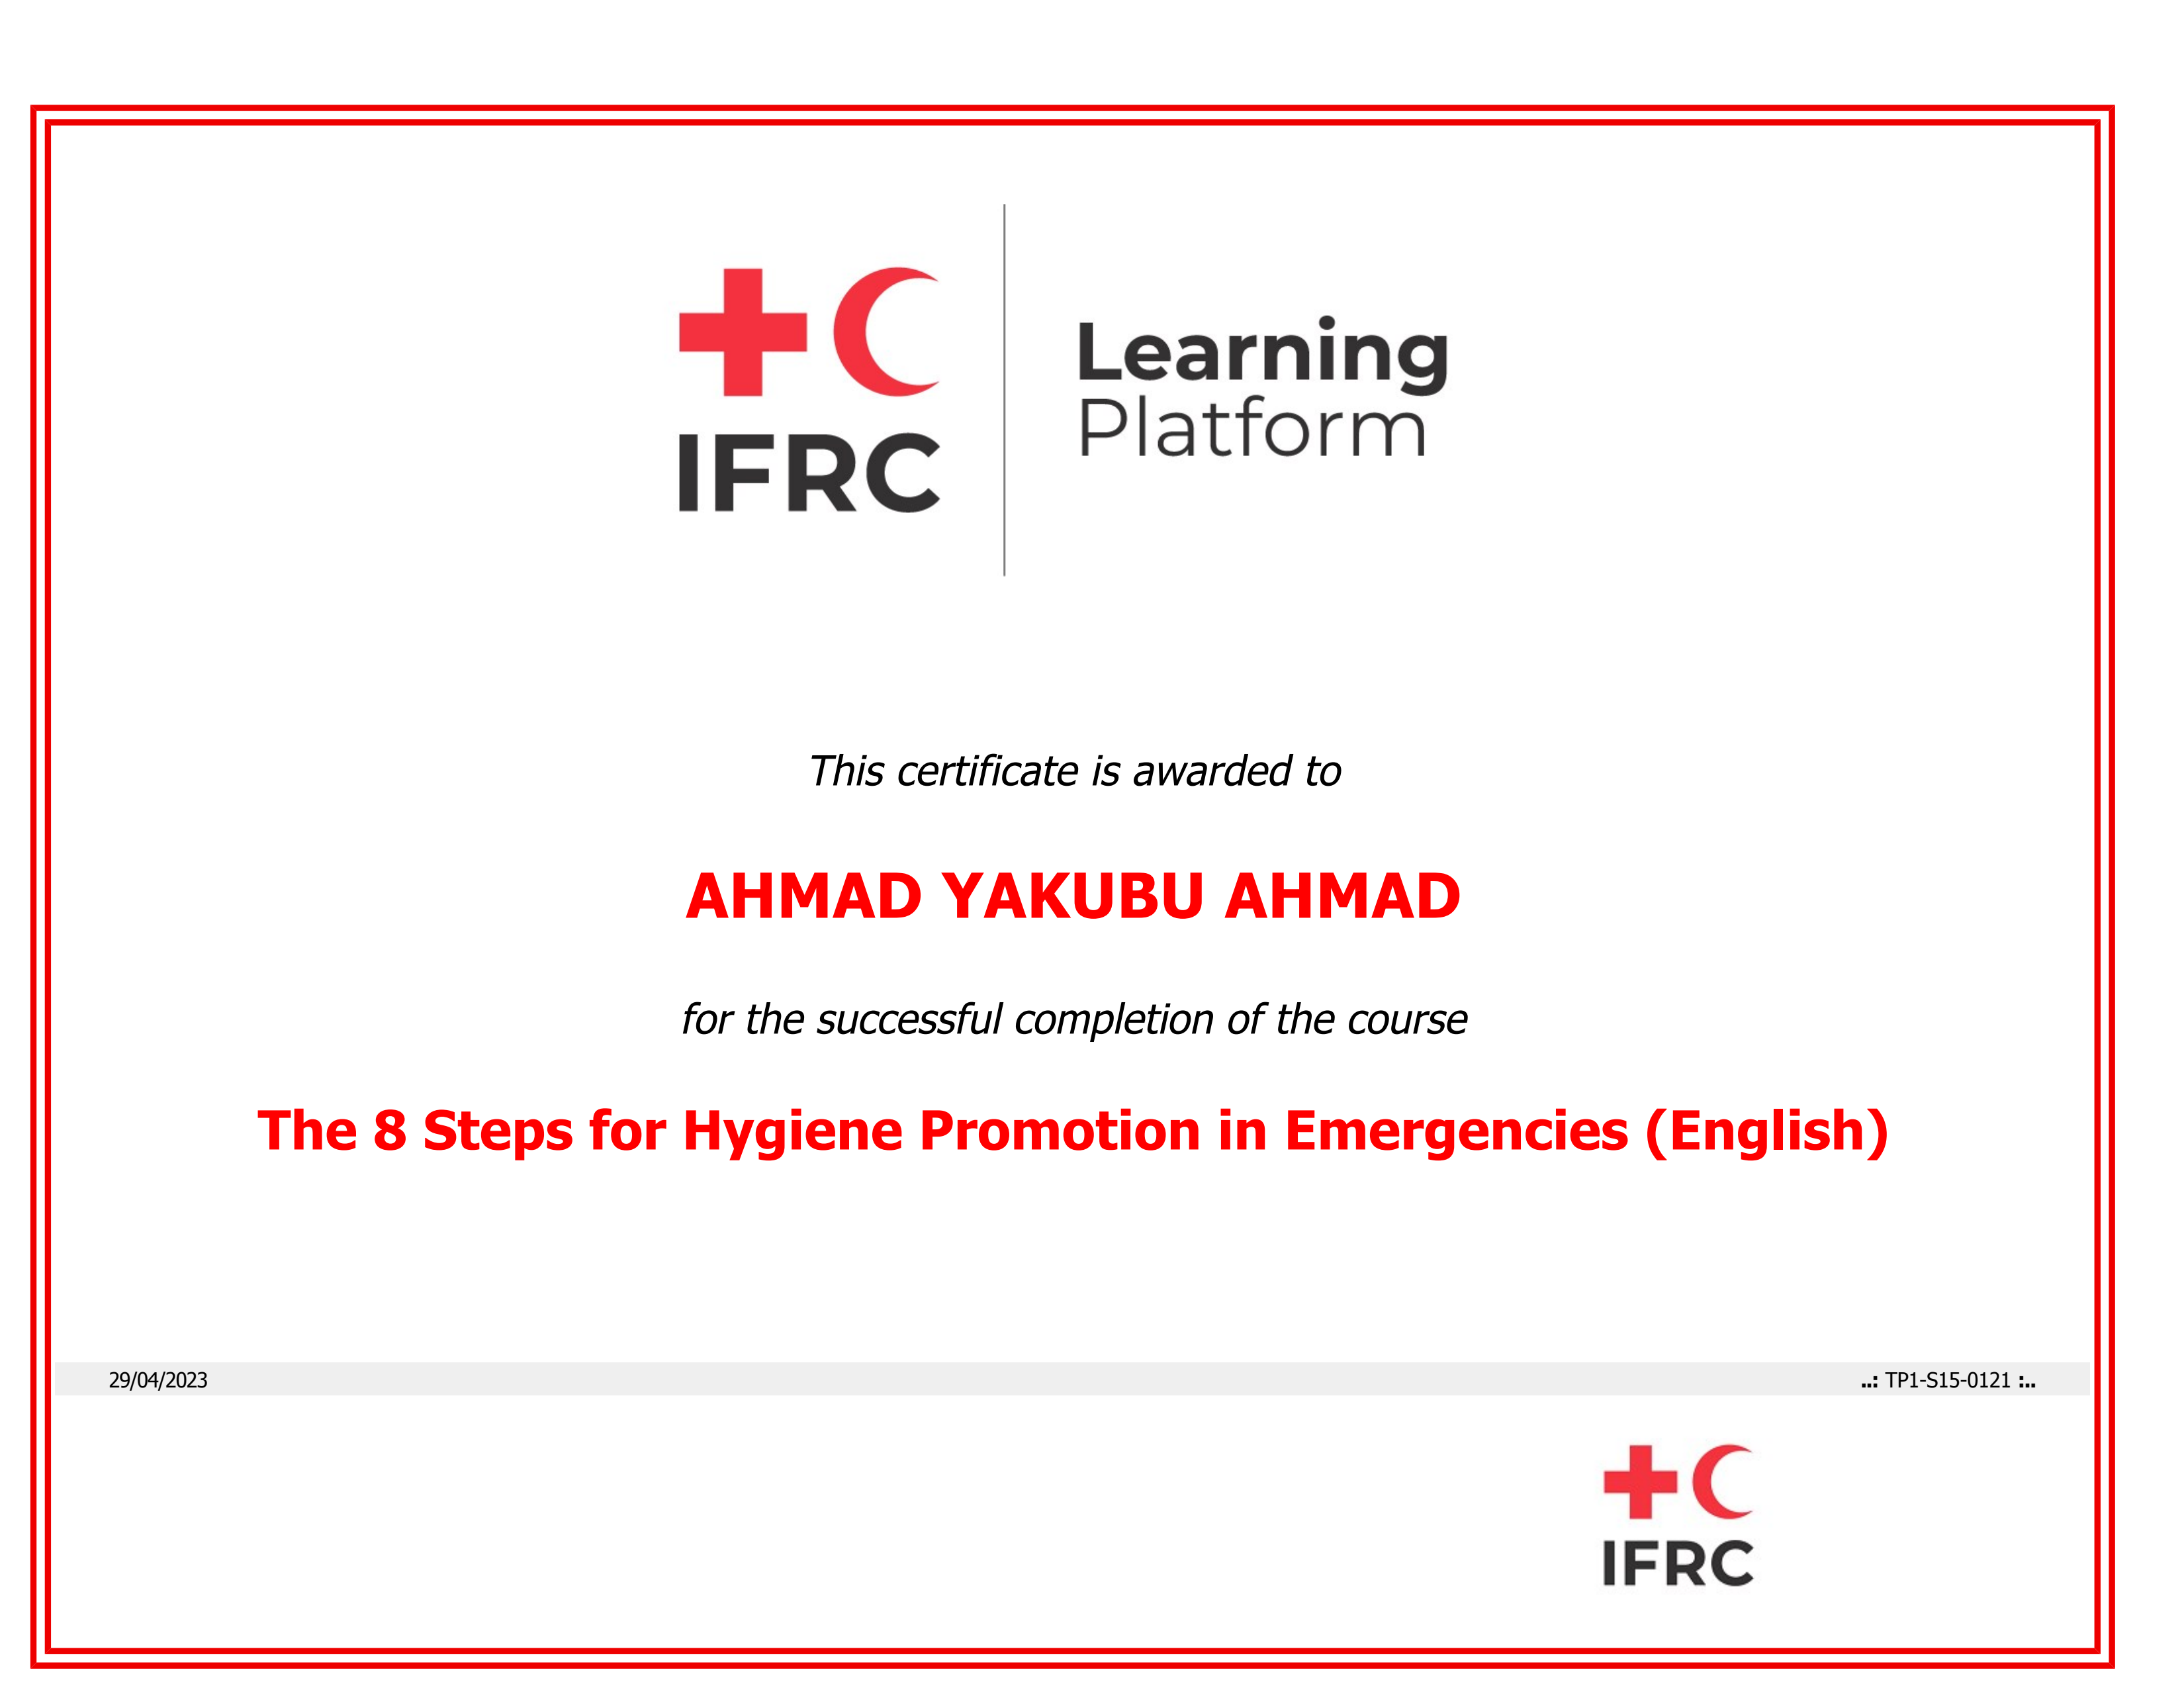 IFRC
Learning
Platform
This certificate is awarded to
AHMAD YAKUBU AHMAD
for the successful completion of the course
The 8 Steps for Hygiene Promotion in Emergencies (English)
29/04/2023
..: TP1-S15-0121 :..
IFRC